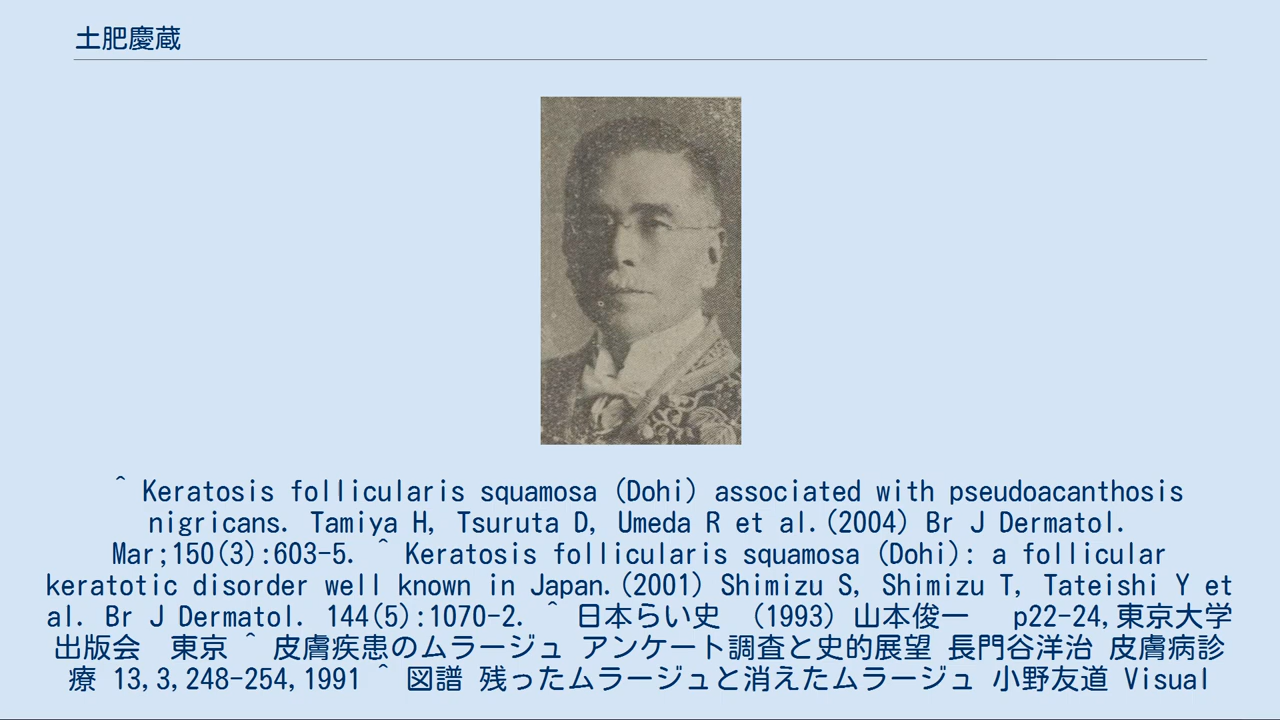 土肥慶蔵
^ Keratosis follicularis squamosa (Dohi) associated with pseudoacanthosis
nigricans. Tamiya H, Tsuruta D, Umeda R et al.(2004) Br J Dermatol.
Mar;150(3):603-5. ^ Keratosis follicularis squamosa (Dohi): a follicular
keratotic disorder well known in Japan.(2001) Shimizu S, Shimizu T, Tateishi Y et
al. Br J Dermatol. 144(5):1070-2. ^ 日本らい史 (1993) 山本俊一 p22-24,東京大学
出版会 東京 ^ 皮膚疾患のムラージュ アンケート調査と史的展望 長門谷洋治 皮膚病診
療 13,3,248-254,1991 ^ 図譜 残ったムラージュと消えたムラージュ 小野友道 Visual